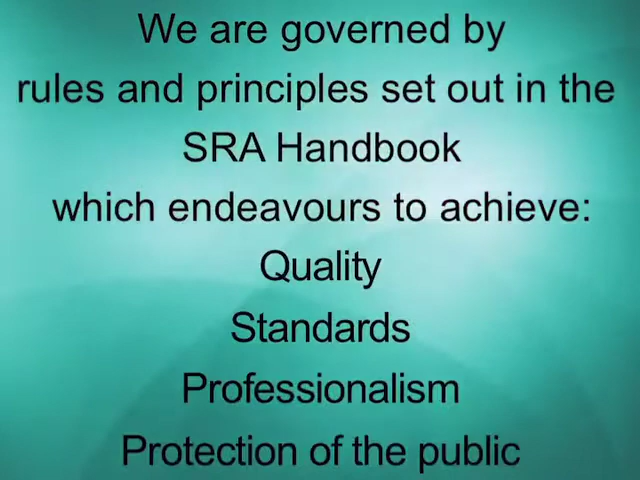 We are governed by
rules and principles set out in the
SRA Handbook
which endeavours to achieve:
Quality
Standards
Professionalism
Protection of the public